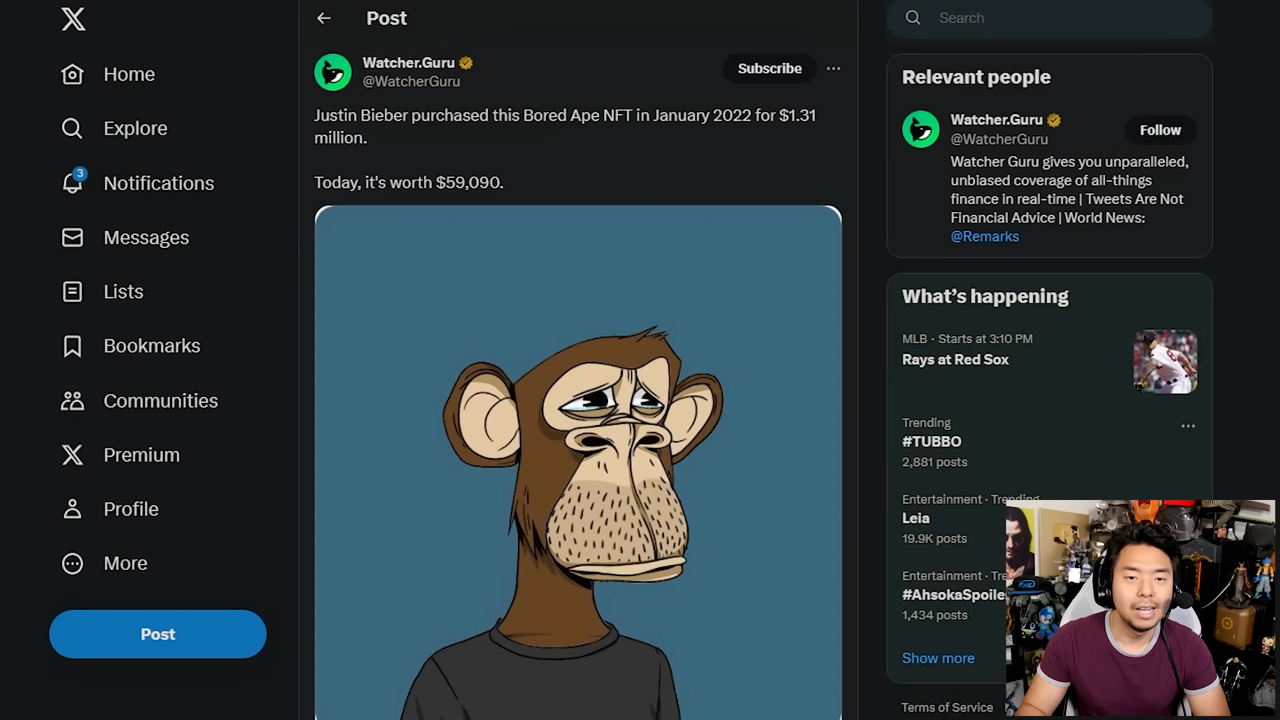 Home
Explore
3
Notifications
Messages
Lists
Bookmarks
Communities
Premium
Profile
More
Post
Post
Watcher.Guru
@WatcherGuru
Subscribe
Justin Bieber purchased this Bored Ape NFT in January 2022 for $1.31
million.
Today, it's worth $59,090.
Search
Relevant people
Watcher.Guru
@WatcherGuru
Follow
Watcher Guru gives you unparalleled,
unbiased coverage of all-things
finance in real-time | Tweets Are Not
Financial Advice | World News:
@Remarks
What's happening
MLB · Starts at 3:10 PM
Rays at Red Sox
Trending
#TUBBO
2,881 posts
Entertainment · Trending
Leia
19.9K posts
Entertainment · Tre
#AhsokaSpoile
1,434 posts
Show more
Terms of Service